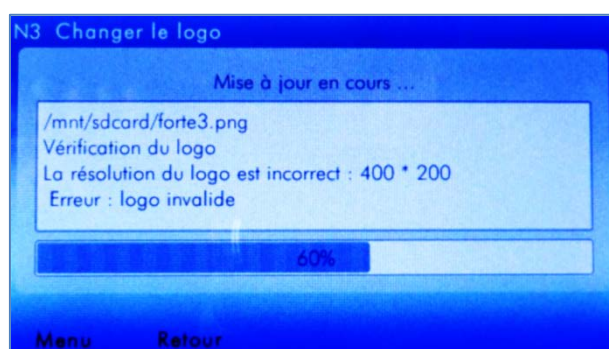 N3 Changer le logo
Mise à jour en cours ...
/mnt/sdcard/forte3.png
Vérification du logo
La résolution du logo est incorrect : 400 * 200
Erreur : logo invalide
60%
Menu Retour